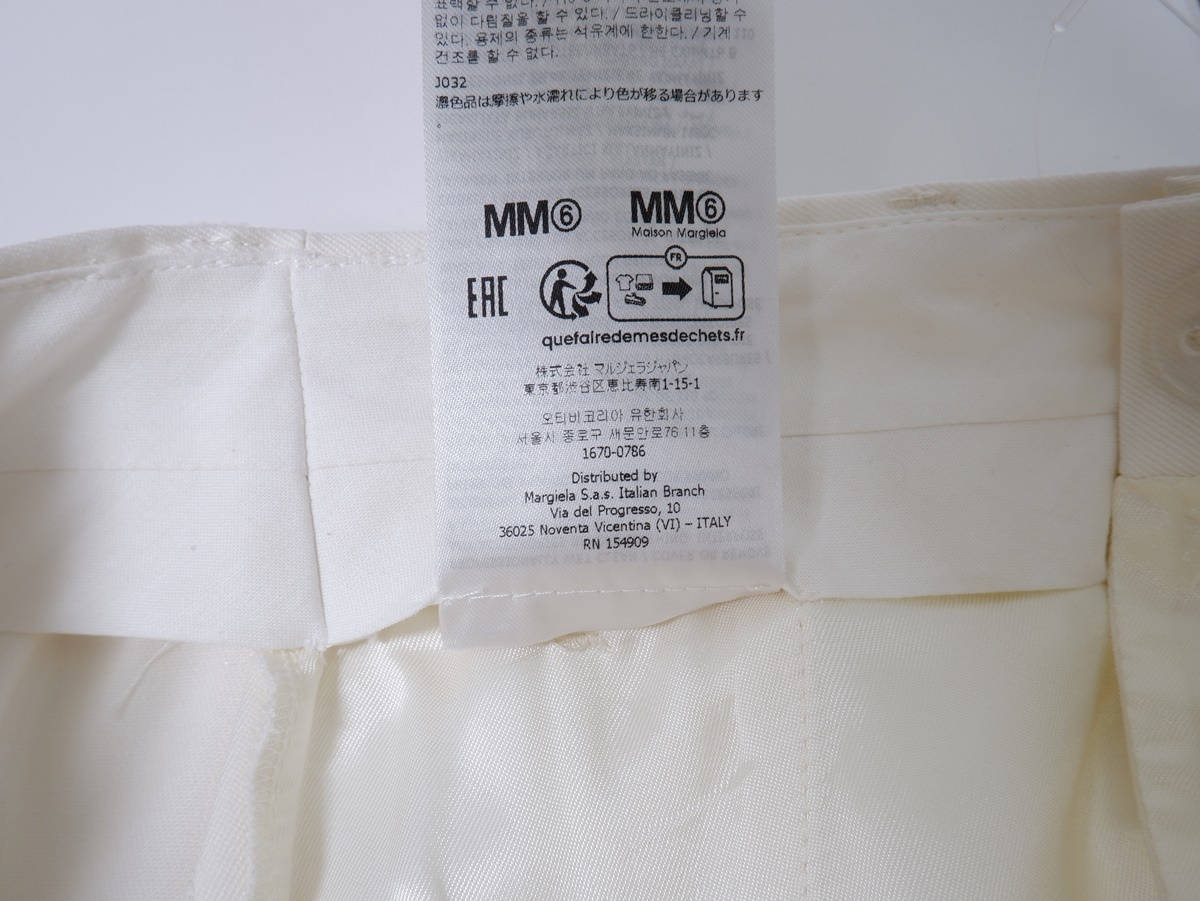 없이 다림질을 할 수 있다. / 드라이클리닝할 수
있다. 용제의 종류는 석유계에 한한다. / 기계
건조를 할 수 없다.
J032
濃色品は摩擦や水濡れにより色が移る場合があります
。
MM⑥ MM⑥
Maison Margiela
EAC
FR
quefairedemesdechets.fr
株式会社 マルジェラジャパン
東京都渋谷区恵比寿南1-15-1
오티비코리아 유한회사
서울시 종로구 새문안로76 11층
1670-0786
Distributed by
Margiela S.a.s. Italian Branch
Via del Progresso, 10
36025 Noventa Vicentina (VI) – ITALY
RN 154909